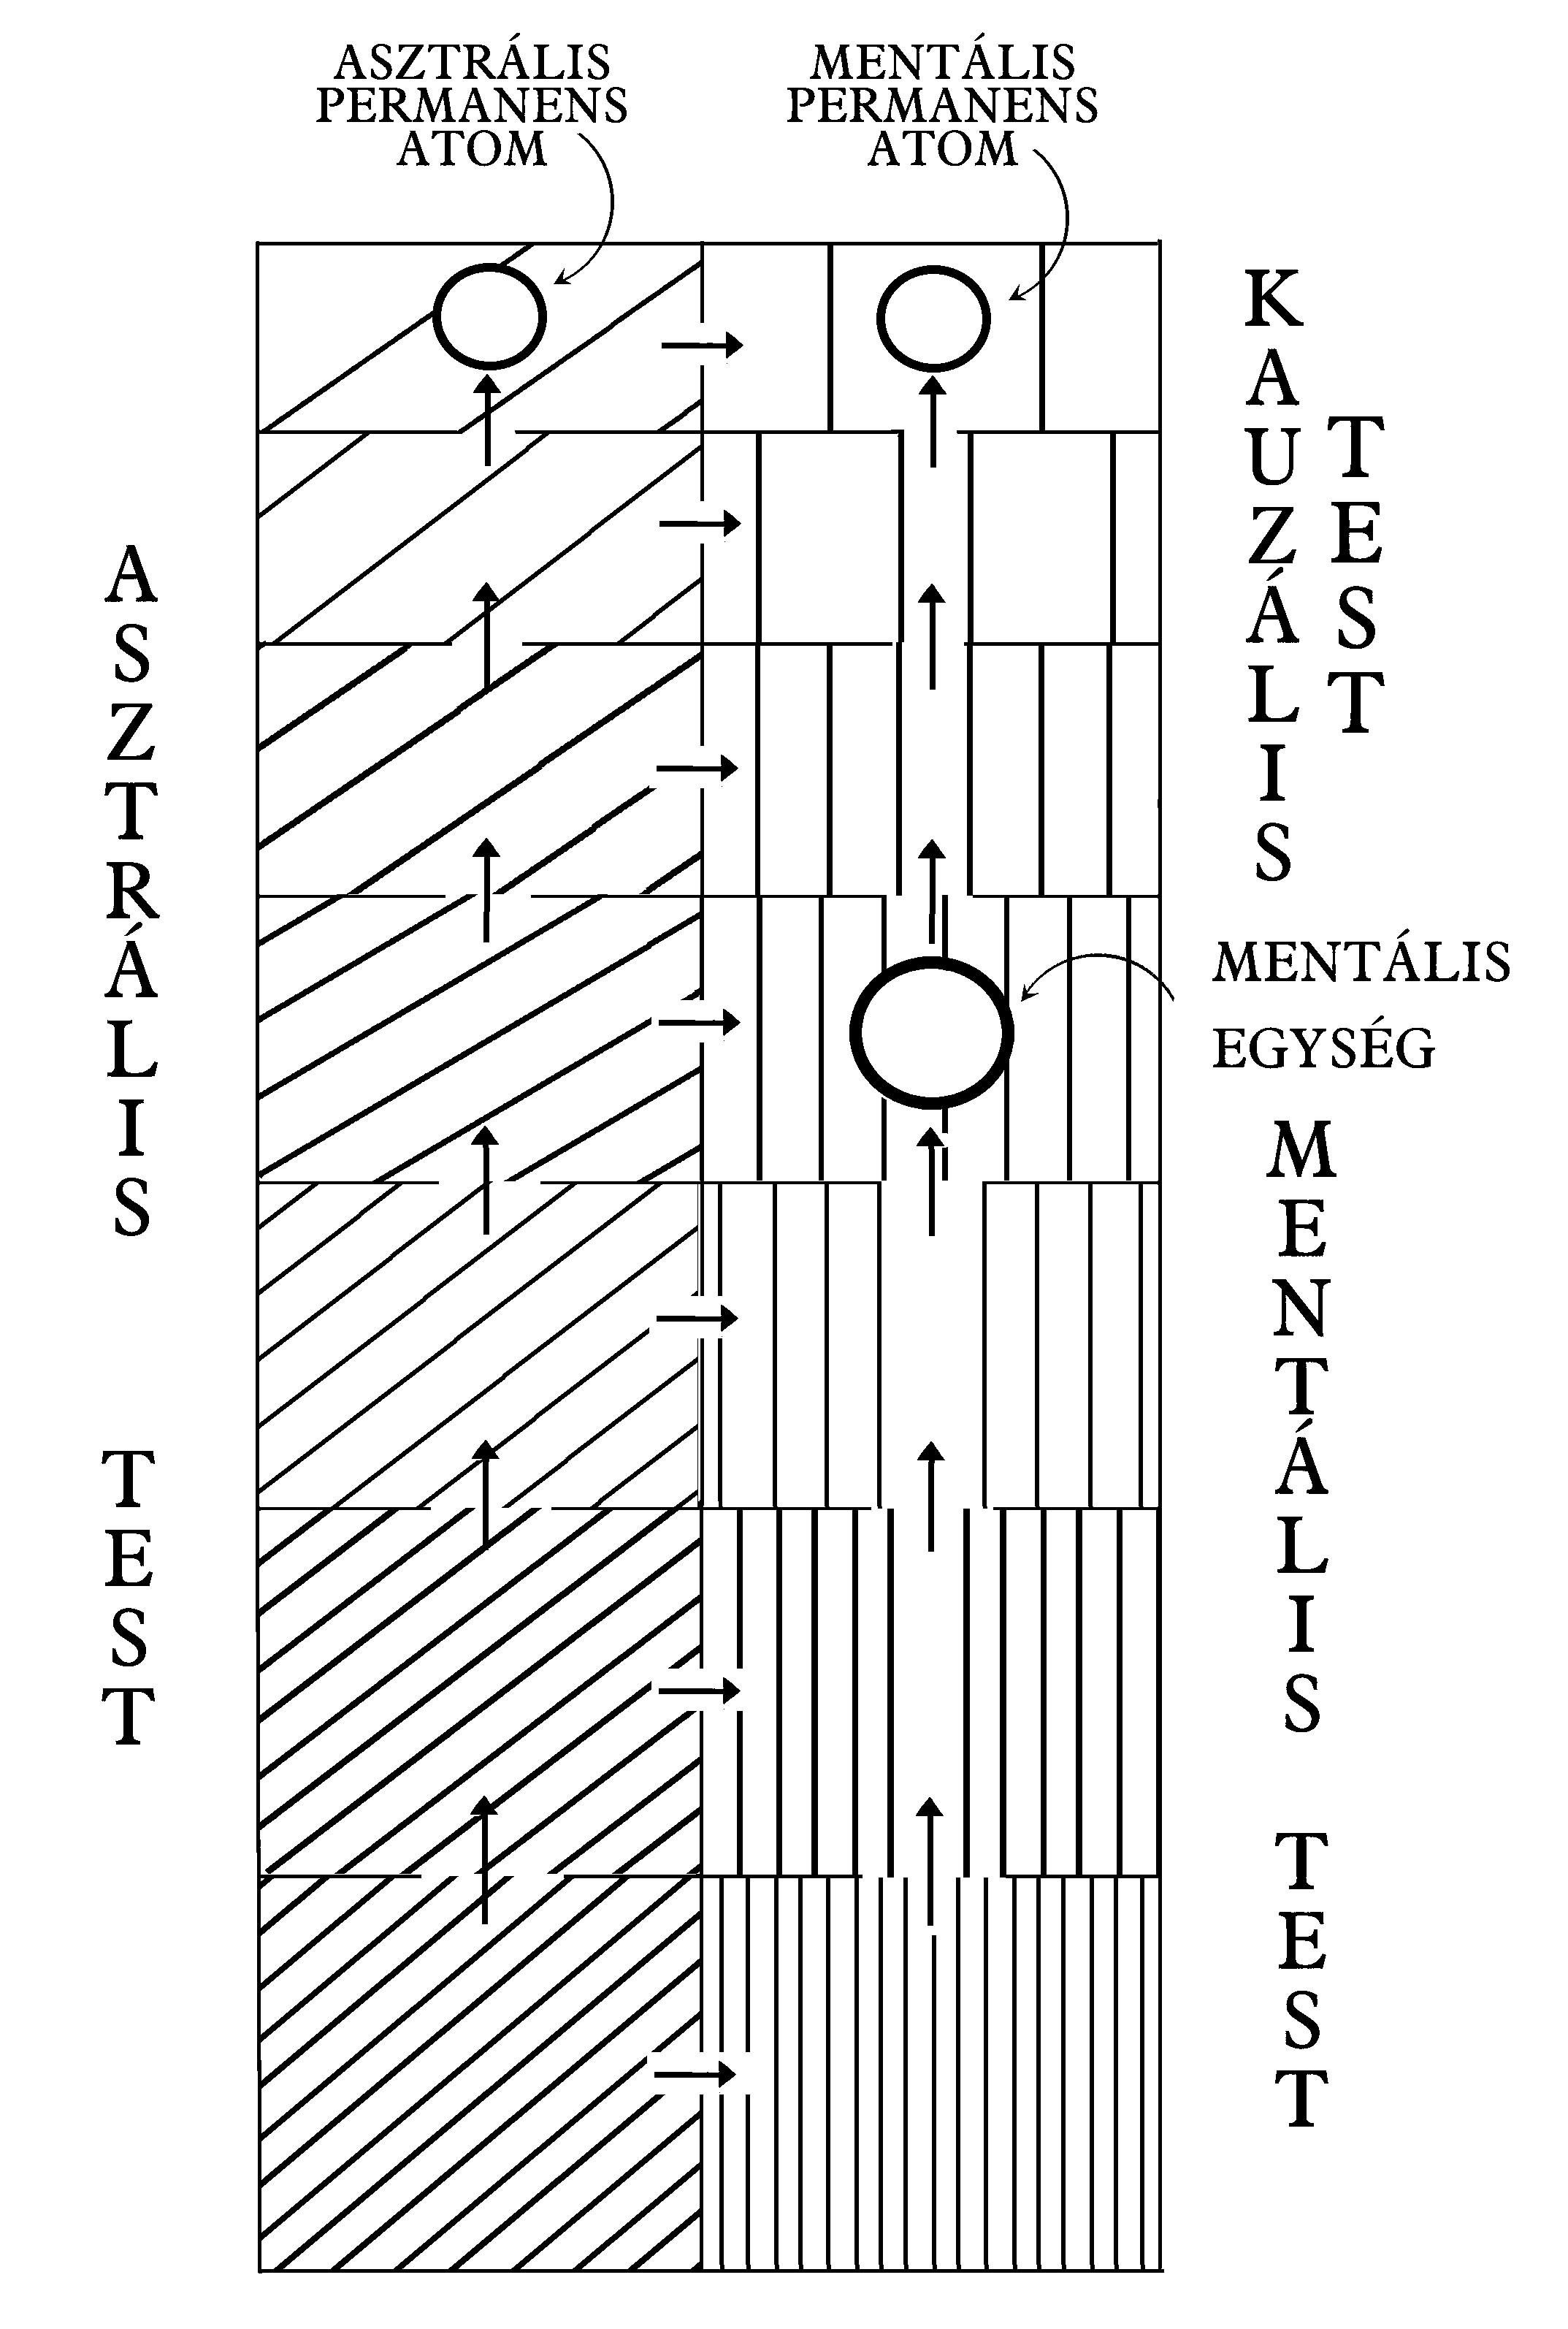 ASZTRÁLIS
PERMANENS
ATOM
MENTÁLIS
PERMANENS
ATOM
ASZTRÁLIS
TEST
KAUZÁLIS
TEST
MENTÁLIS
EGYSÉG
MENTÁLIS
TEST